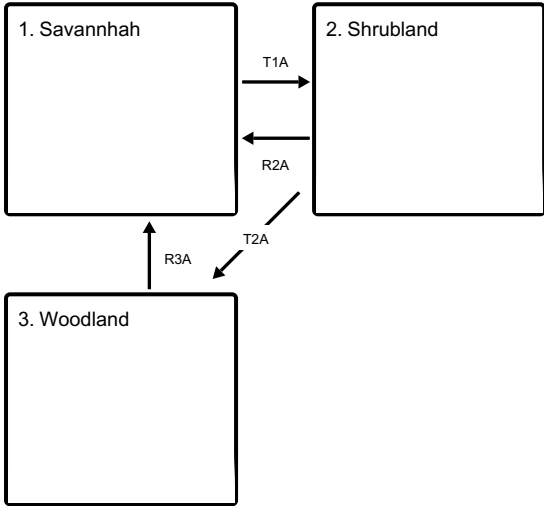 1. Savannhah
2. Shrubland
T1A
R2A
T2A
R3A
3. Woodland